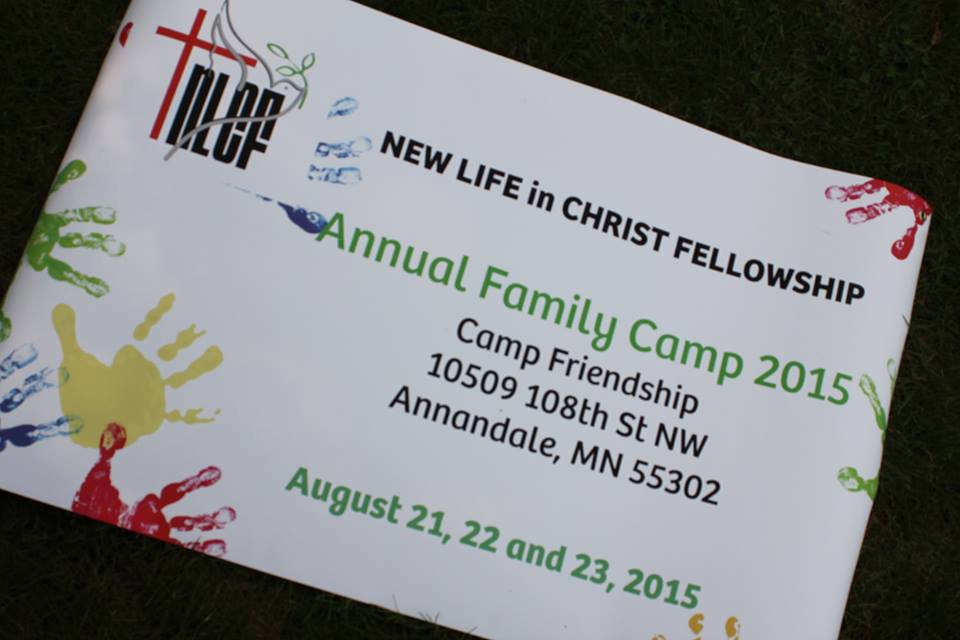 NLCF
NEW LIFE in CHRIST FELLOWSHIP
Annual Family Camp 2015
Camp Friendship
10509 108th St NW
Annandale, MN 55302
August 21, 22 and 23, 2015